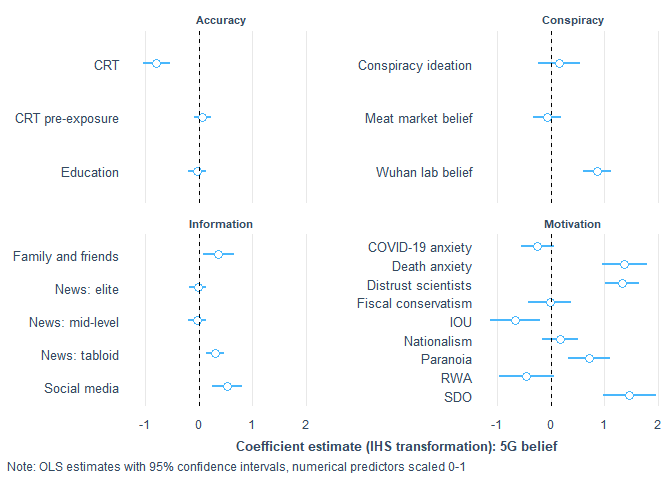 Accuracy
CRT
CRT pre-exposure
Education
Conspiracy
Conspiracy ideation
Meat market belief
Wuhan lab belief
Information
Family and friends
News: elite
News: mid-level
News: tabloid
Social media
-1 0 1 2
Motivation
COVID-19 anxiety
Death anxiety
Distrust scientists
Fiscal conservatism
IOU
Nationalism
Paranoia
RWA
SDO
-1 0 1 2
Coefficient estimate (IHS transformation): 5G belief
Note: OLS estimates with 95% confidence intervals, numerical predictors scaled 0-1